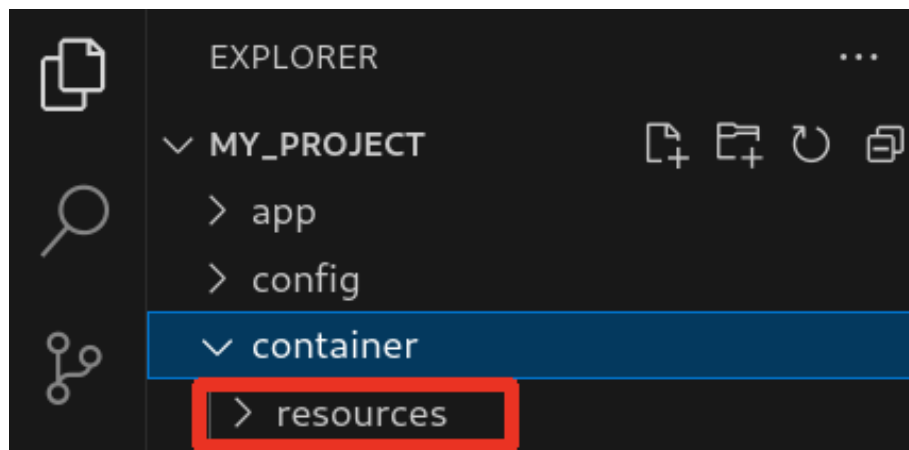 EXPLORER
MY_PROJECT
app
config
container
resources